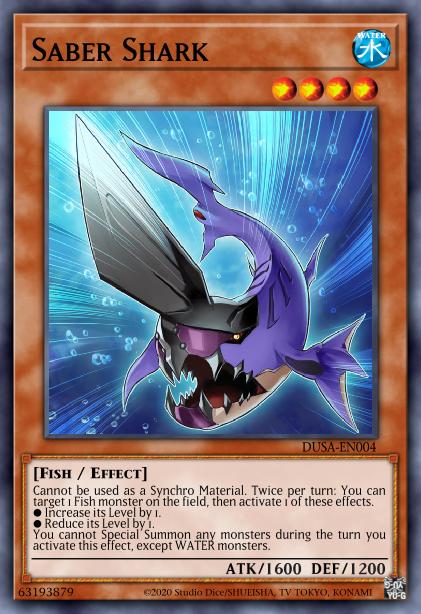 Saber Shark
WATER
水
DUSA-EN004
[Fish / Effect]
Cannot be used as a Synchro Material. Twice per turn: You can
target 1 Fish monster on the field, then activate 1 of these effects.
● Increase its Level by 1.
● Reduce its Level by 1.
You cannot Special Summon any monsters during the turn you
activate this effect, except WATER monsters.
ATK/1600 DEF/1200
63193879
©2020 Studio Dice/SHUEISHA, TV TOKYO, KONAMI